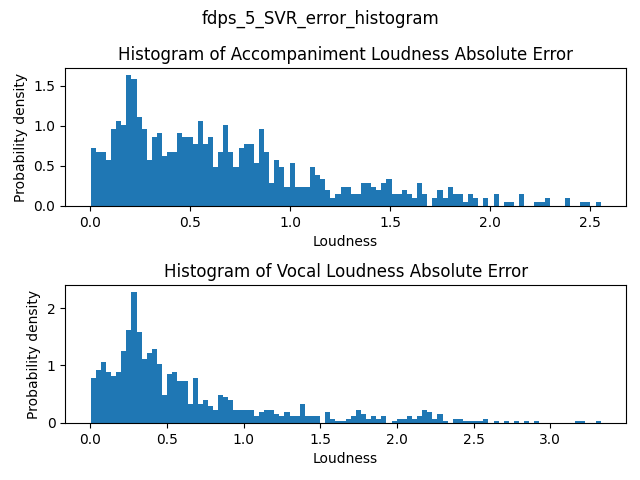 fdps_5_SVR_error_histogram
Histogram of Accompaniment Loudness Absolute Error
Probability density
1.5
1.0
0.5
0.0
0.0 0.5 1.0 1.5 2.0 2.5
Loudness
Histogram of Vocal Loudness Absolute Error
Probability density
2
1
0
0.0 0.5 1.0 1.5 2.0 2.5 3.0
Loudness